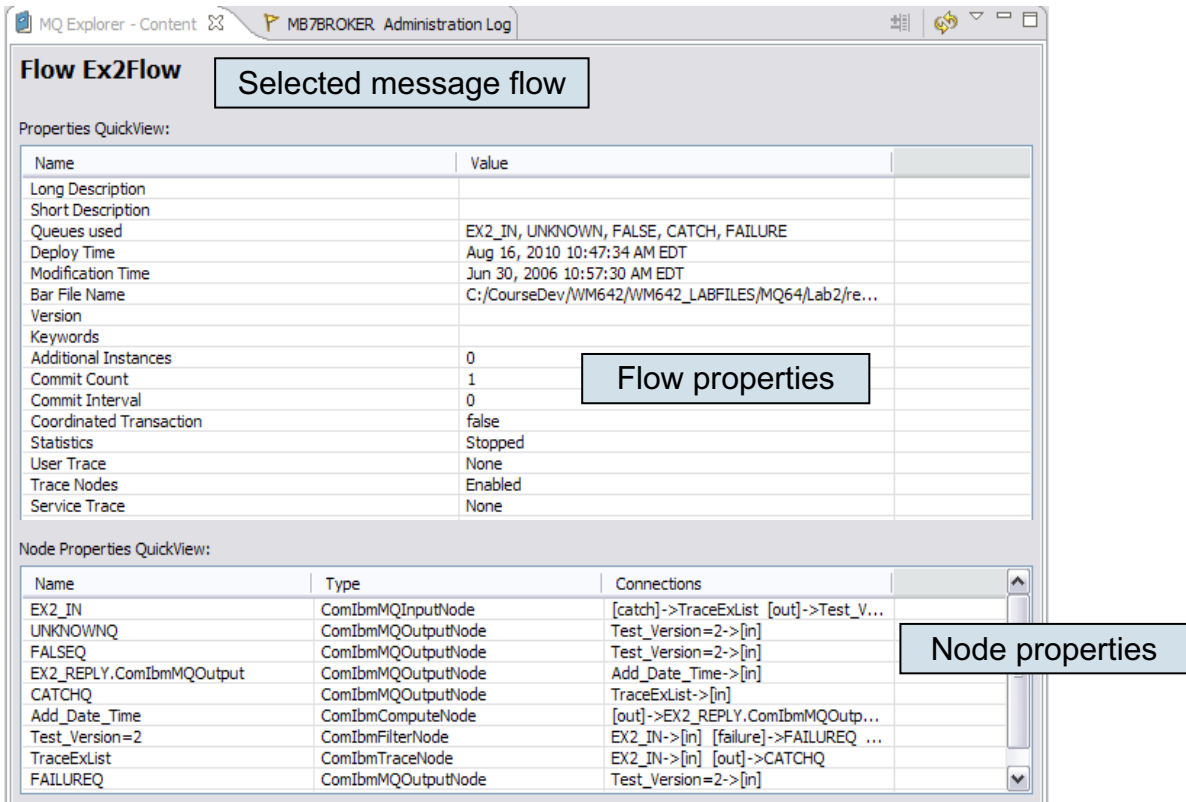 MQ Explorer - Content MB7BROKER Administration Log
Flow Ex2Flow
Selected message flow
Properties QuickView:
Name Value
Long Description
Short Description
Queues used EX2_IN, UNKNOWN, FALSE, CATCH, FAILURE
Deploy Time Aug 16, 2010 10:47:34 AM EDT
Modification Time Jun 30, 2006 10:57:30 AM EDT
Bar File Name C:/CourseDev/WM642/WM642_LABFILES/MQ64/Lab2/re...
Version
Keywords
Additional Instances 0
Commit Count 1
Flow properties
Commit Interval 0
Coordinated Transaction false
Statistics Stopped
User Trace None
Trace Nodes Enabled
Service Trace None
Node Properties QuickView:
Name Type Connections
EX2_IN ComIbmMQInputNode [catch]->TraceExList [out]->Test_V...
UNKNOWNQ ComIbmMQOutputNode Test_Version=2->[in]
FALSEQ ComIbmMQOutputNode Test_Version=2->[in]
Node properties
EX2_REPLY.ComIbmMQOutput ComIbmMQOutputNode Add_Date_Time->[in]
CATCHQ ComIbmMQOutputNode TraceExList->[in]
Add_Date_Time ComIbmComputeNode [out]->EX2_REPLY.ComIbmMQOutp...
Test_Version=2 ComIbmFilterNode EX2_IN->[in] [failure]->FAILUREQ ...
TraceExList ComIbmTraceNode EX2_IN->[in] [out]->CATCHQ
FAILUREQ ComIbmMQOutputNode Test_Version=2->[in]